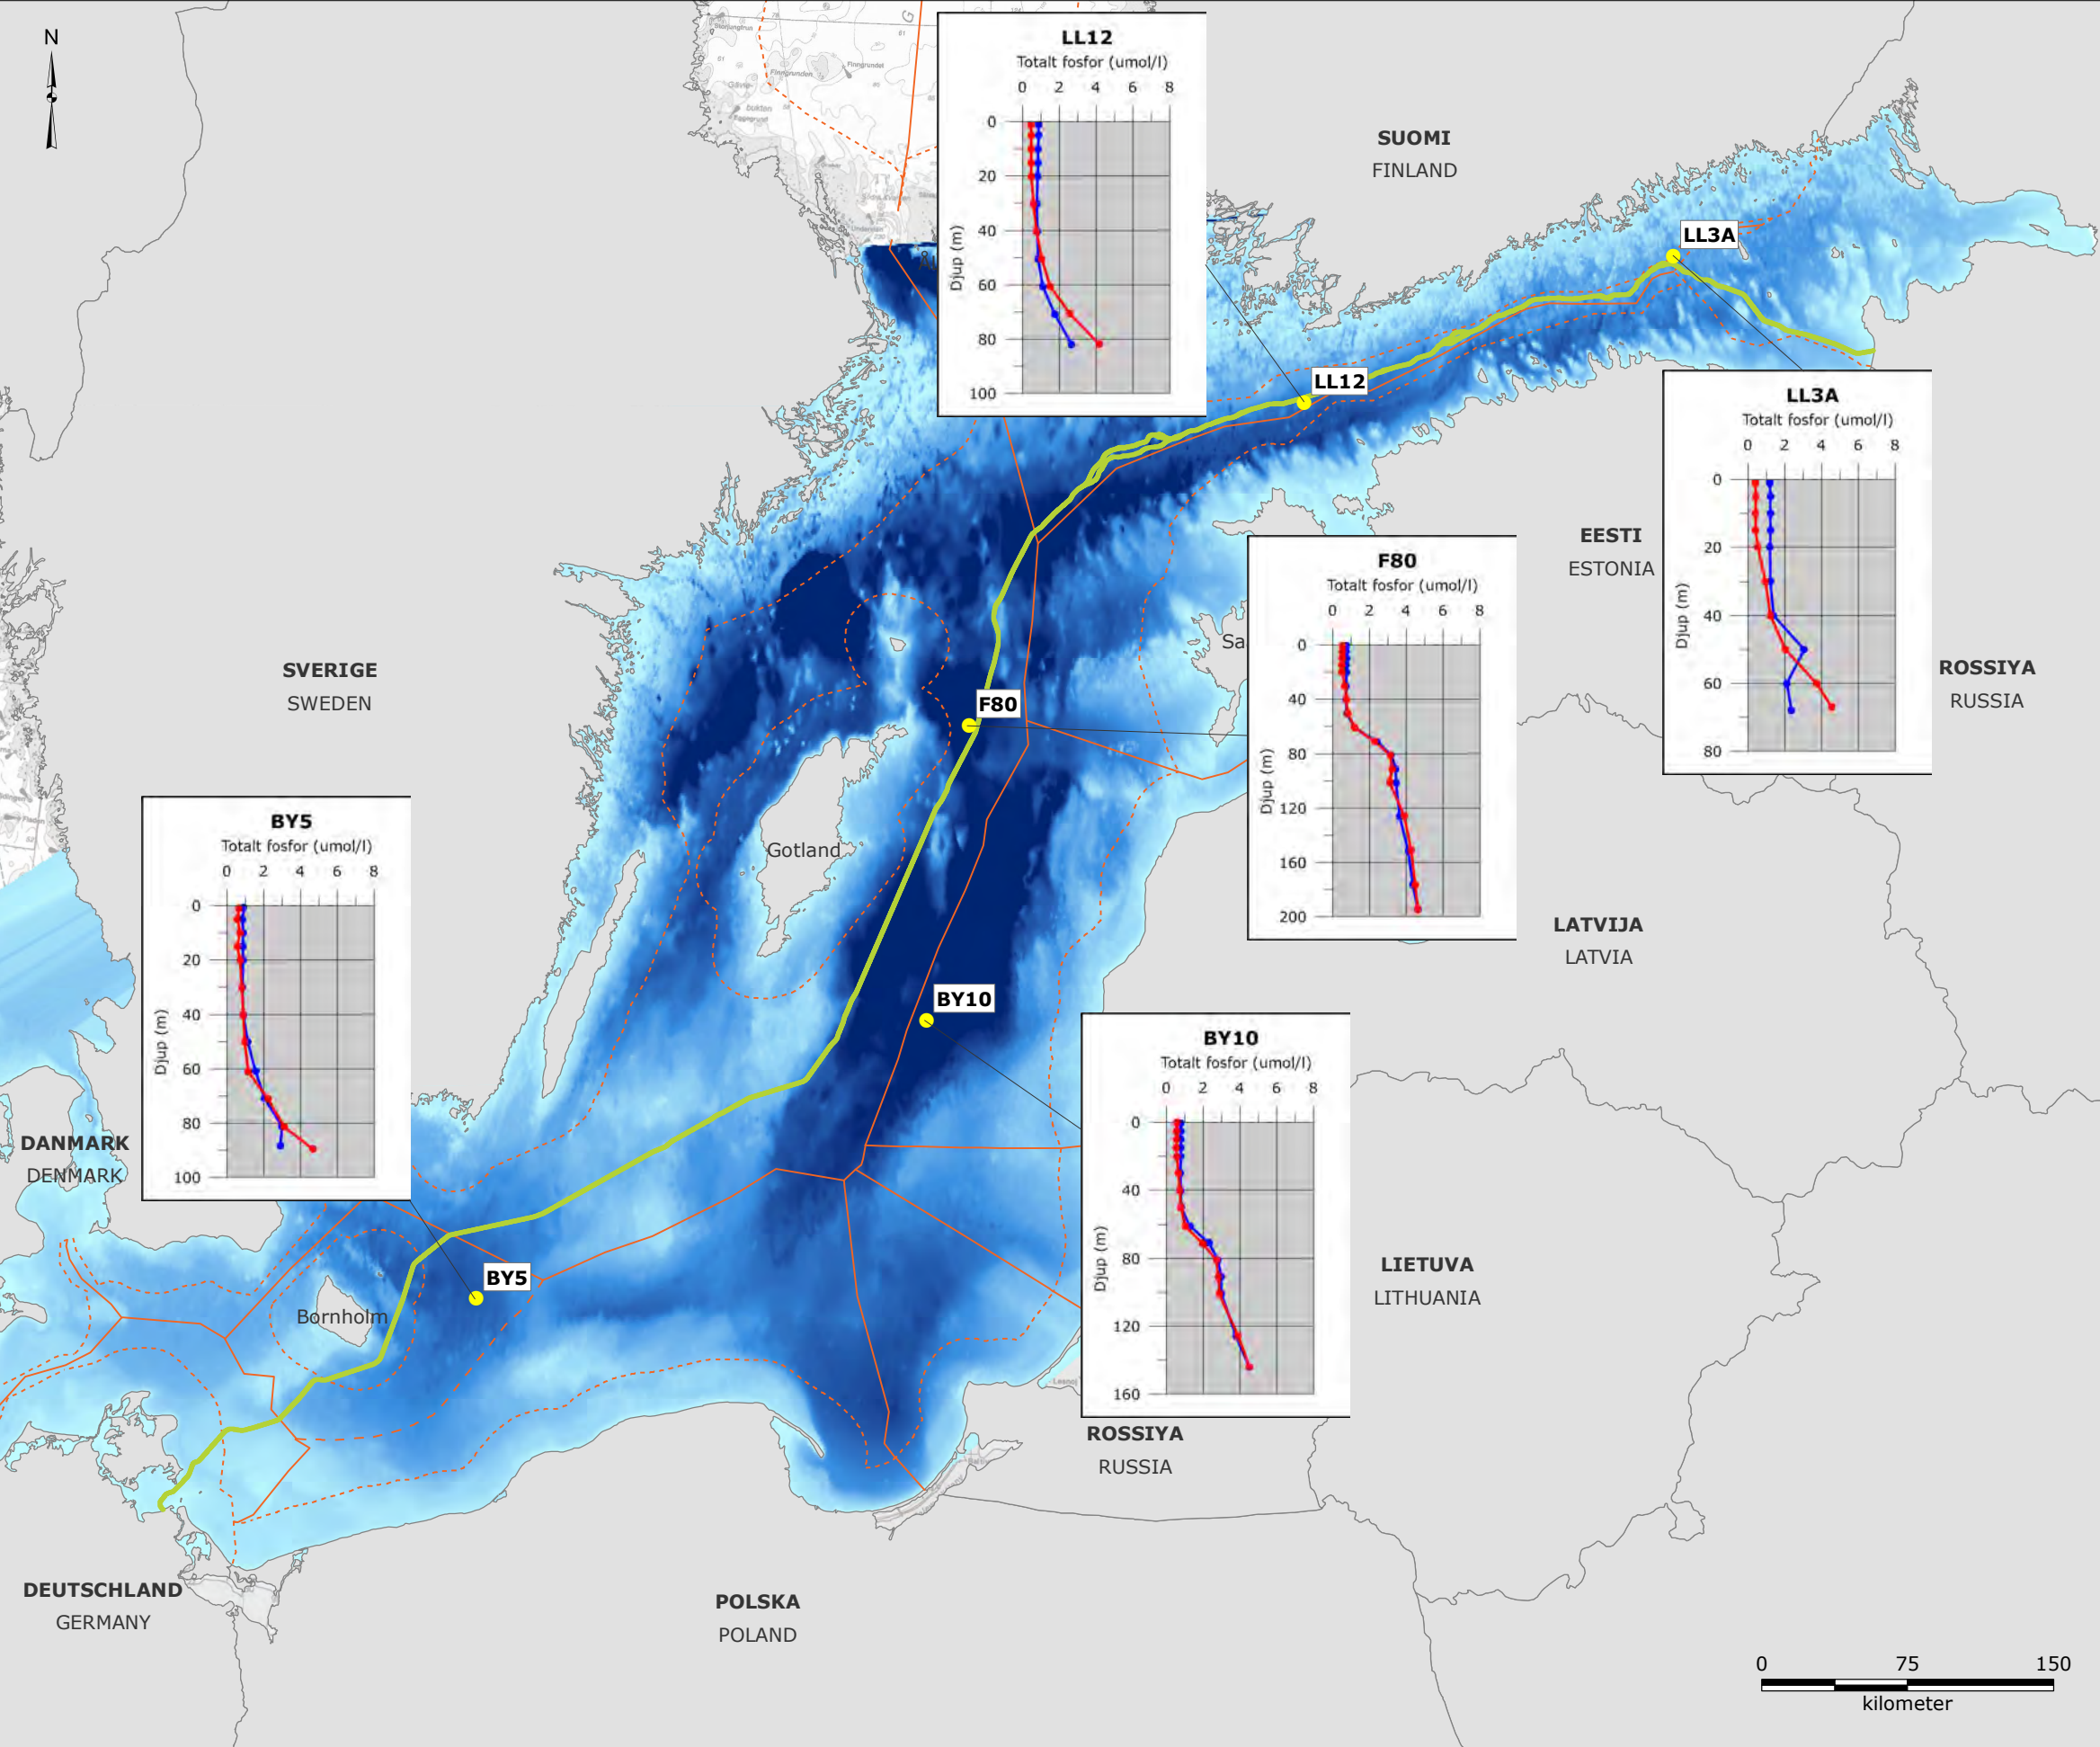 N
LL12
Totalt fosfor (umol/l)
0 2 4 6 8
0
20
40
60
80
100
Djup (m)
Finngrunden
Finngrundet
SUOMI
FINLAND
LL3A
LL12
LL3A
Totalt fosfor (umol/l)
0 2 4 6 8
0
20
40
60
80
Djup (m)
EESTI
ESTONIA
ROSSIYA
RUSSIA
F80
Totalt fosfor (umol/l)
0 2 4 6 8
0
40
80
120
160
200
Djup (m)
Sa
SVERIGE
SWEDEN
F80
Gotland
BY5
Totalt fosfor (umol/l)
0 2 4 6 8
0
20
40
60
80
100
Djup (m)
LATVIJA
LATVIA
BY10
BY10
Totalt fosfor (umol/l)
0 2 4 6 8
0
40
80
120
160
Djup (m)
DANMARK
DENMARK
BY5
Bornholm
LIETUVA
LITHUANIA
ROSSIYA
RUSSIA
DEUTSCHLAND
GERMANY
POLSKA
POLAND
0 75 150
kilometer